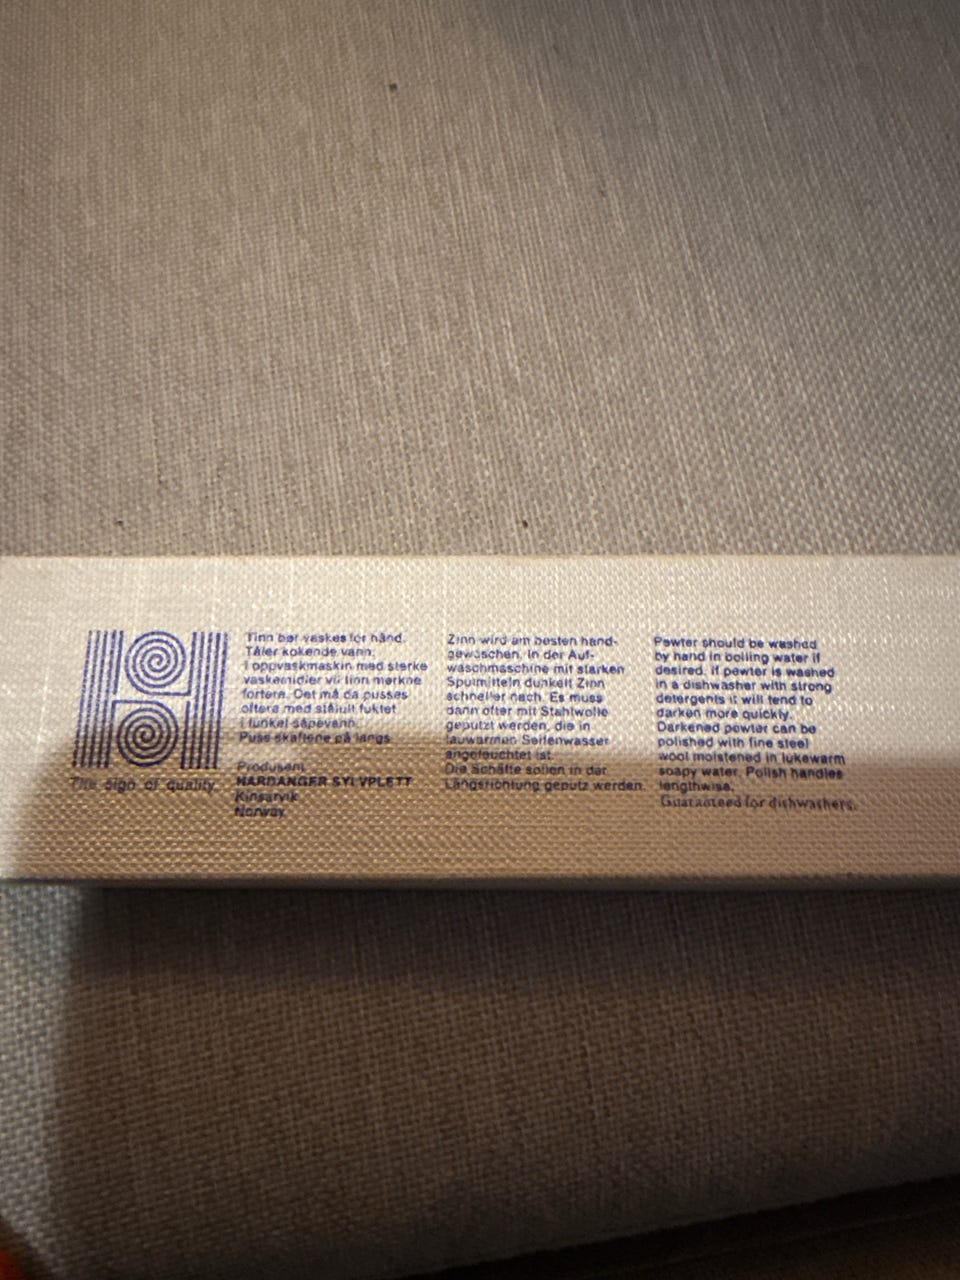 The sign of quality
Tinn bør vaskes for hånd.
Tåler kokende vann.
I oppvaskmaskin med sterke
vaskemidler vil tinn mørkne
fortere. Det må da pusses
oftere med stålull fuktet
i lunkel såpevann.
Puss skaftene på langs
Produsent
HARDANGER SYLVPLETT
Kinsarvik
Norway
Zinn wird am besten hand-
gewaschen. In der Auf-
waschmaschine mit starken
Spulmitteln dunkelt Zinn
schneller nach. Es muss
dann öfter mit Stahlwolle
geputzt werden, die in
lauwarmen Seifenwasser
angefeuchtet ist.
Die Schäfte sollen in der
Längsrichtung geputz werden.
Pewter should be washed
by hand in boiling water if
desired. If pewter is washed
in a dishwasher with strong
detergents it will tend to
darken more quickly.
Darkened pewter can be
polished with fine steel
wool moistened in lukewarm
soapy water. Polish handles
lengthwise.
Guaranteed for dishwashers.